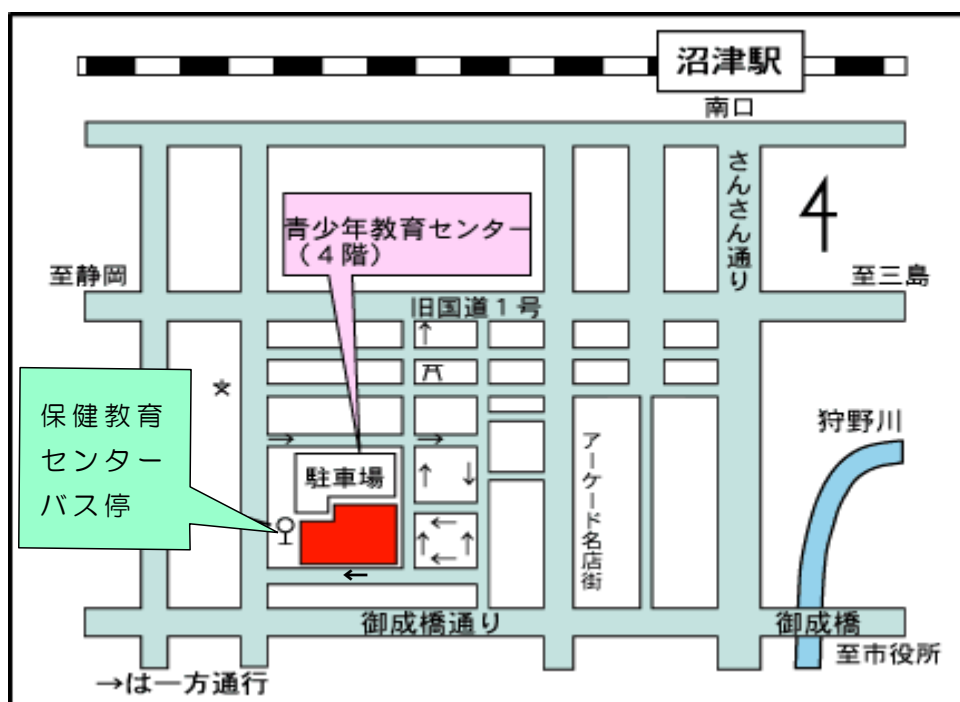 沼津駅
南口
さんさん通り
青少年教育センター
（４階）
至静岡
至三島
旧国道１号
保健教育
センター
バス停
狩野川
アーケード名店街
駐車場
御成橋通り
御成橋
至市役所
→は一方通行